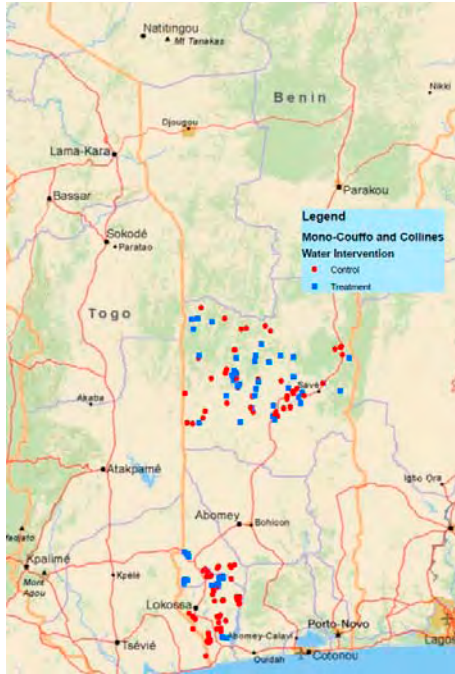 Natitingou
Mt Tanakas
Benin
Nikki
Djougou
Lama-Kara
Parakou
Bassar
Legend
Mono-Couffo and Collines
Water Intervention
Control
Treatment
Sokodé
Paratao
Togo
Savé
Akaba
Atakpamé
Igbo Ora
Abomey
Bohicon
Kpalimé
Mont
Agou
Kpele
Lokossa
Porto-Novo
Lagos
Tsévié
Abomey-Calavi
Ouidah
Cotonou